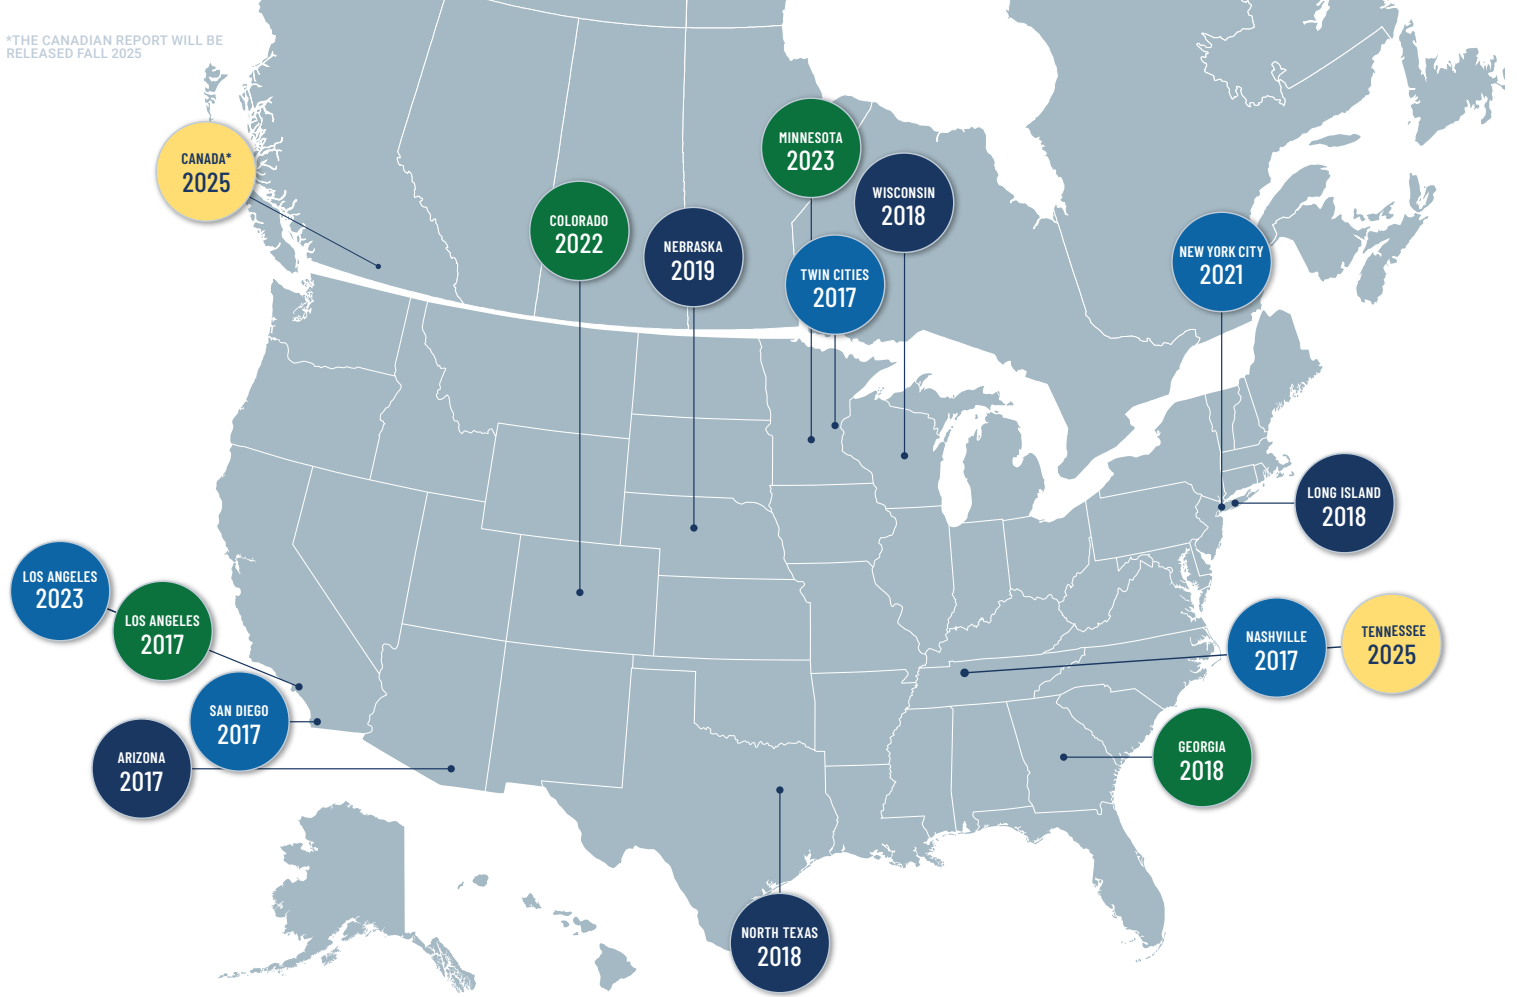 *THE CANADIAN REPORT WILL BE
RELEASED FALL 2025
CANADA*
2025
COLORADO
2022
NEBRASKA
2019
MINNESOTA
2023
TWIN CITIES
2017
WISCONSIN
2018
NEW YORK CITY
2021
LONG ISLAND
2018
LOS ANGELES
2023
LOS ANGELES
2017
SAN DIEGO
2017
ARIZONA
2017
NASHVILLE
2017
TENNESSEE
2025
GEORGIA
2018
NORTH TEXAS
2018